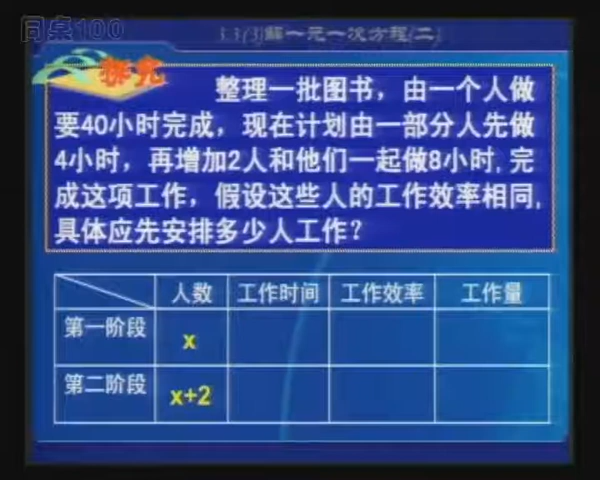 同桌100
3.3(3)解一元一次方程(二)
探究
整理一批图书，由一个人做
要40小时完成，现在计划由一部分人先做
4小时，再增加2人和他们一起做8小时,完
成这项工作，假设这些人的工作效率相同,
具体应先安排多少人工作？
人数 工作时间 工作效率 工作量
第一阶段 x
第二阶段 x+2